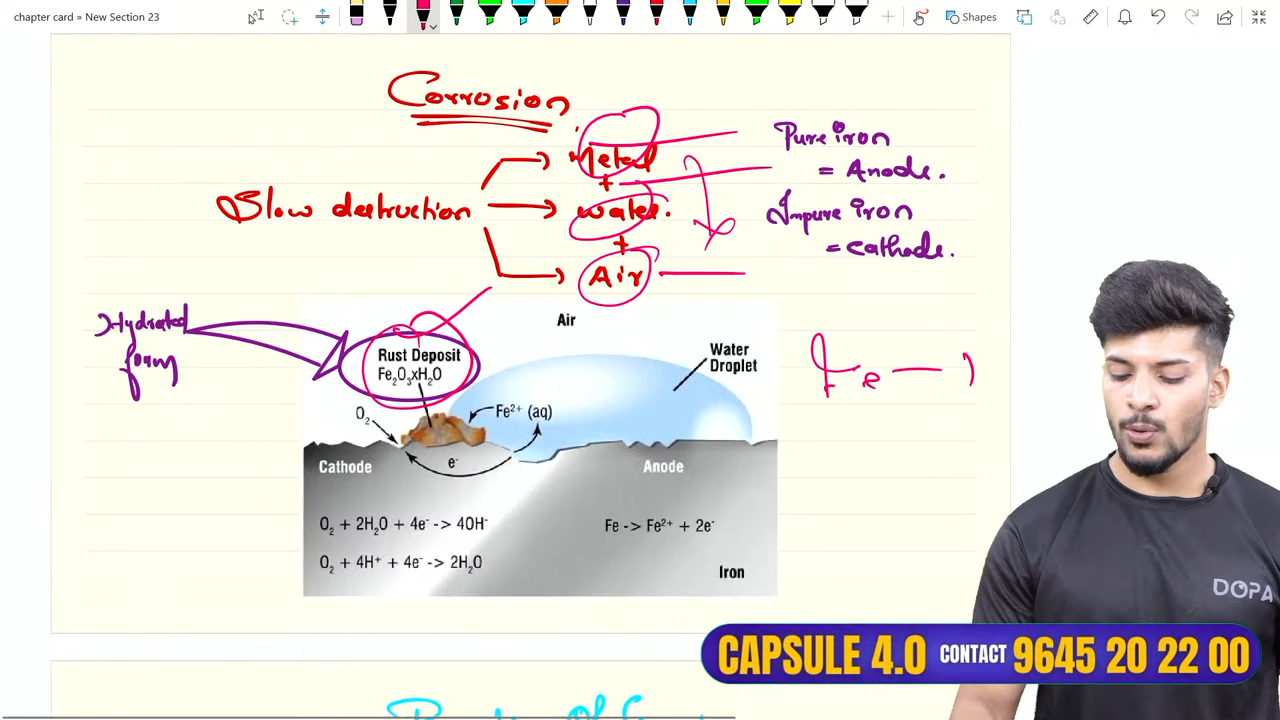 chapter card » New Section 23
Shapes
Corrosion
Metal
+
Slow destruction
water.
+
Air
Pure iron
= Anode.
Impure iron
= cathode.
Hydrated
form
Air
Rust Deposit
Fe₂O₃xH₂O
Water
Droplet
Fe
O₂
Fe²⁺ (aq)
e⁻
Cathode
Anode
O₂ + 2H₂O + 4e⁻ -> 4OH⁻
Fe -> Fe²⁺ + 2e⁻
O₂ + 4H⁺ + 4e⁻ -> 2H₂O
Iron
DOPA
CAPSULE 4.0 CONTACT 9645 20 22 00